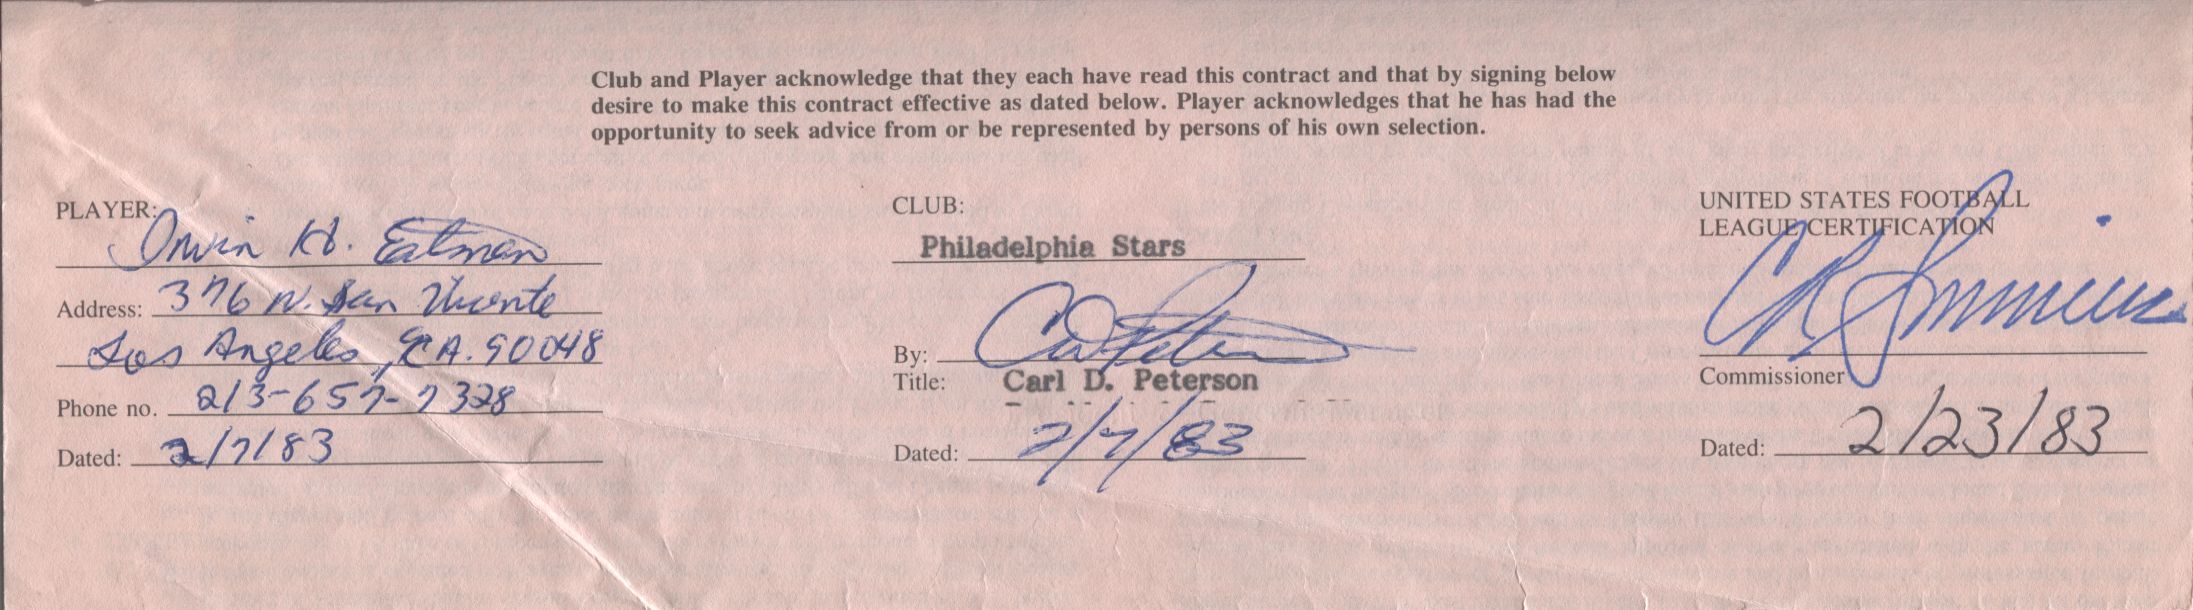 Club and Player acknowledge that they each have read this contract and that by signing below
desire to make this contract effective as dated below. Player acknowledges that he has had the
opportunity to seek advice from or be represented by persons of his own selection.
PLAYER: Irvin H. Eatman
Address: 376 N. San Vicente
Los Angeles, CA. 90048
Phone no. 213-657-7328
Dated: 2/7/83
CLUB:
Philadelphia Stars
By: CD Peterson
Title: Carl D. Peterson
Dated: 2/7/83
UNITED STATES FOOTBALL
LEAGUE CERTIFICATION
Commissioner
Dated: 2/23/83